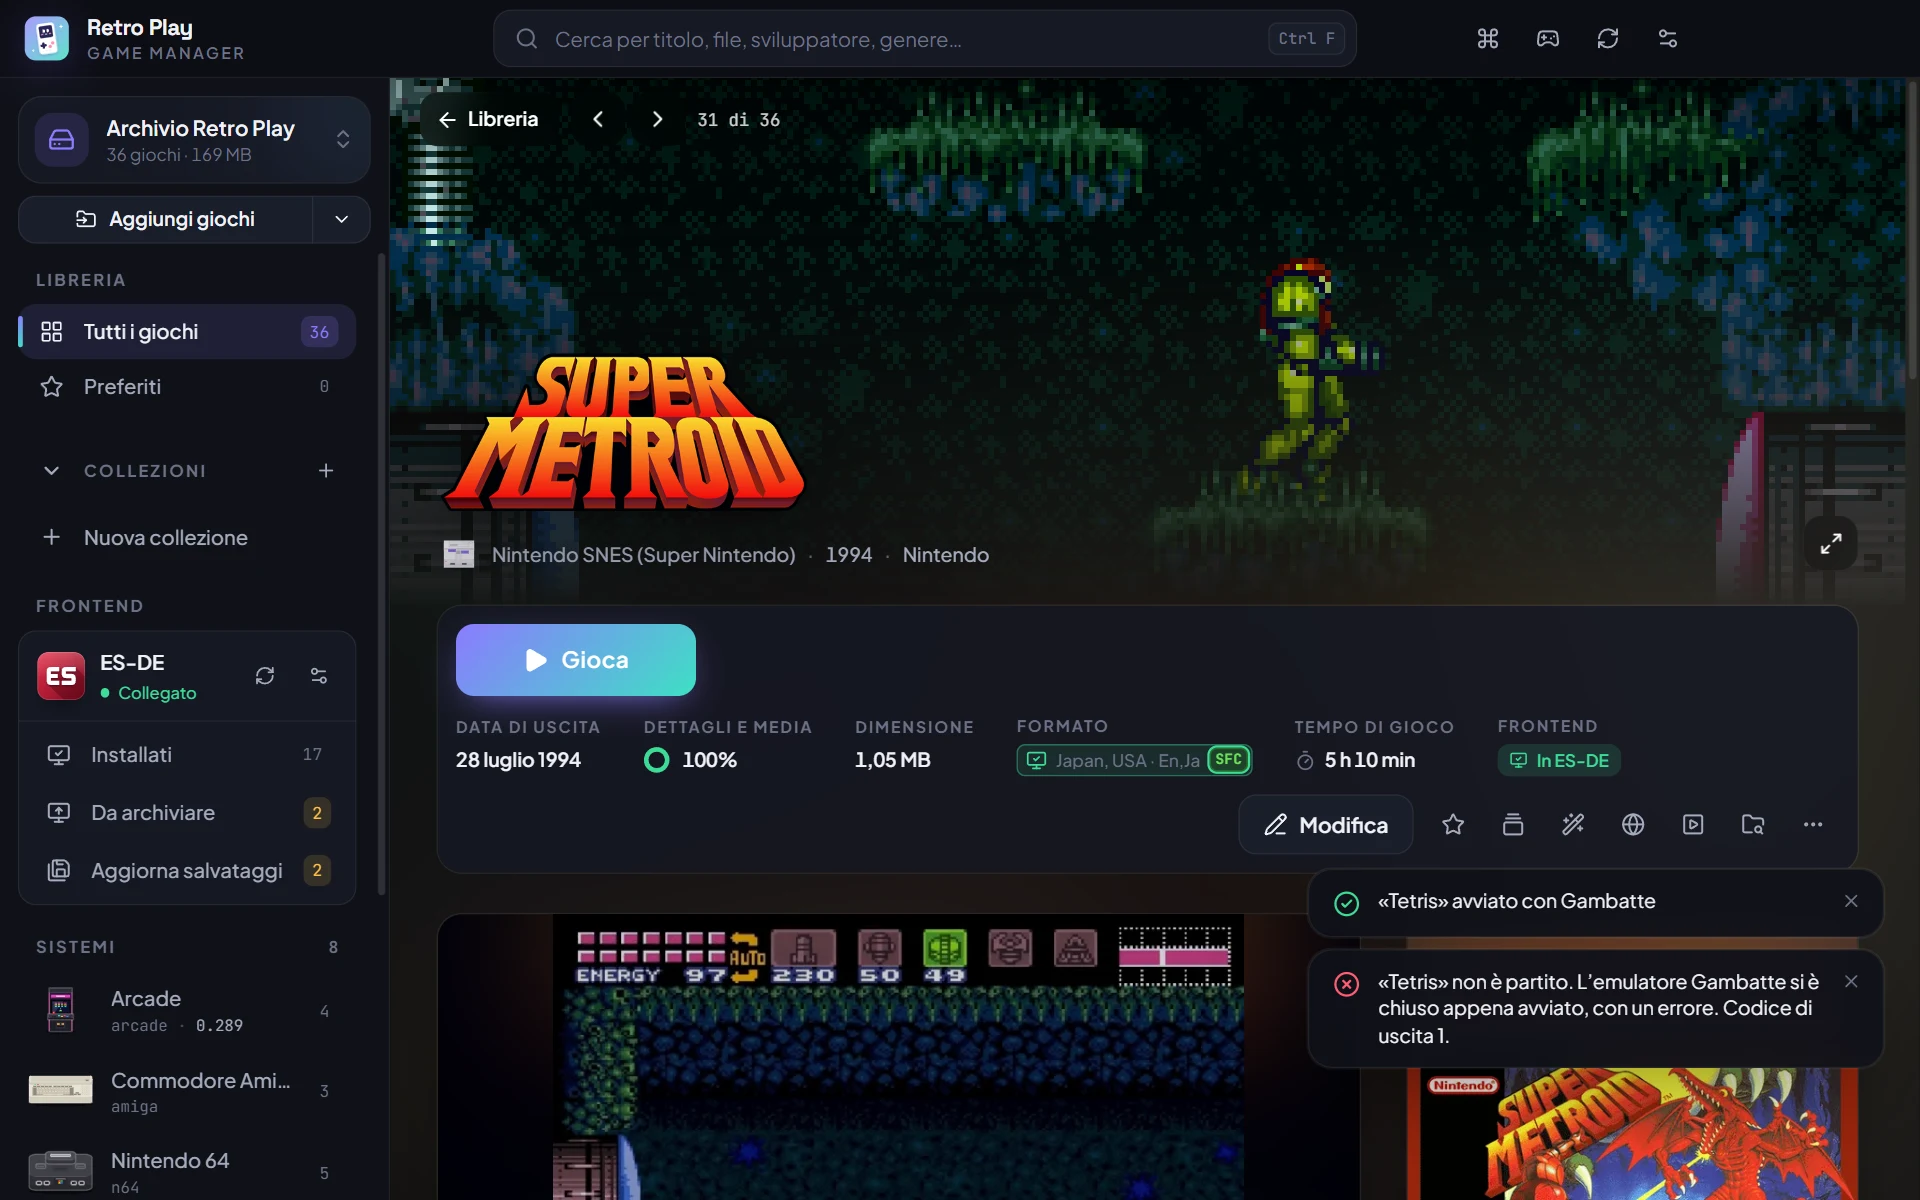 Retro Play
GAME MANAGER
Cerca per titolo, file, sviluppatore, genere…
Ctrl F
Archivio Retro Play
36 giochi · 169 MB
Aggiungi giochi
LIBRERIA
Tutti i giochi
36
Preferiti
0
COLLEZIONI
Nuova collezione
FRONTEND
ES
ES-DE
Collegato
Installati
17
Da archiviare
2
Aggiorna salvataggi
2
SISTEMI
8
Arcade
arcade · 0.289
4
Commodore Ami…
amiga
3
Nintendo 64
n64
5
Libreria
31 di 36
SUPER
METROID
Nintendo SNES (Super Nintendo) · 1994 · Nintendo
Gioca
DATA DI USCITA
28 luglio 1994
DETTAGLI E MEDIA
100%
DIMENSIONE
1,05 MB
FORMATO
Japan, USA · En,Ja
SFC
TEMPO DI GIOCO
5 h 10 min
FRONTEND
In ES-DE
Modifica
ENERGY 97
AUTO
230
50
49
«Tetris» avviato con Gambatte
«Tetris» non è partito. L’emulatore Gambatte si è
chiuso appena avviato, con un errore. Codice di
uscita 1.
Nintendo
SUPER
METROID